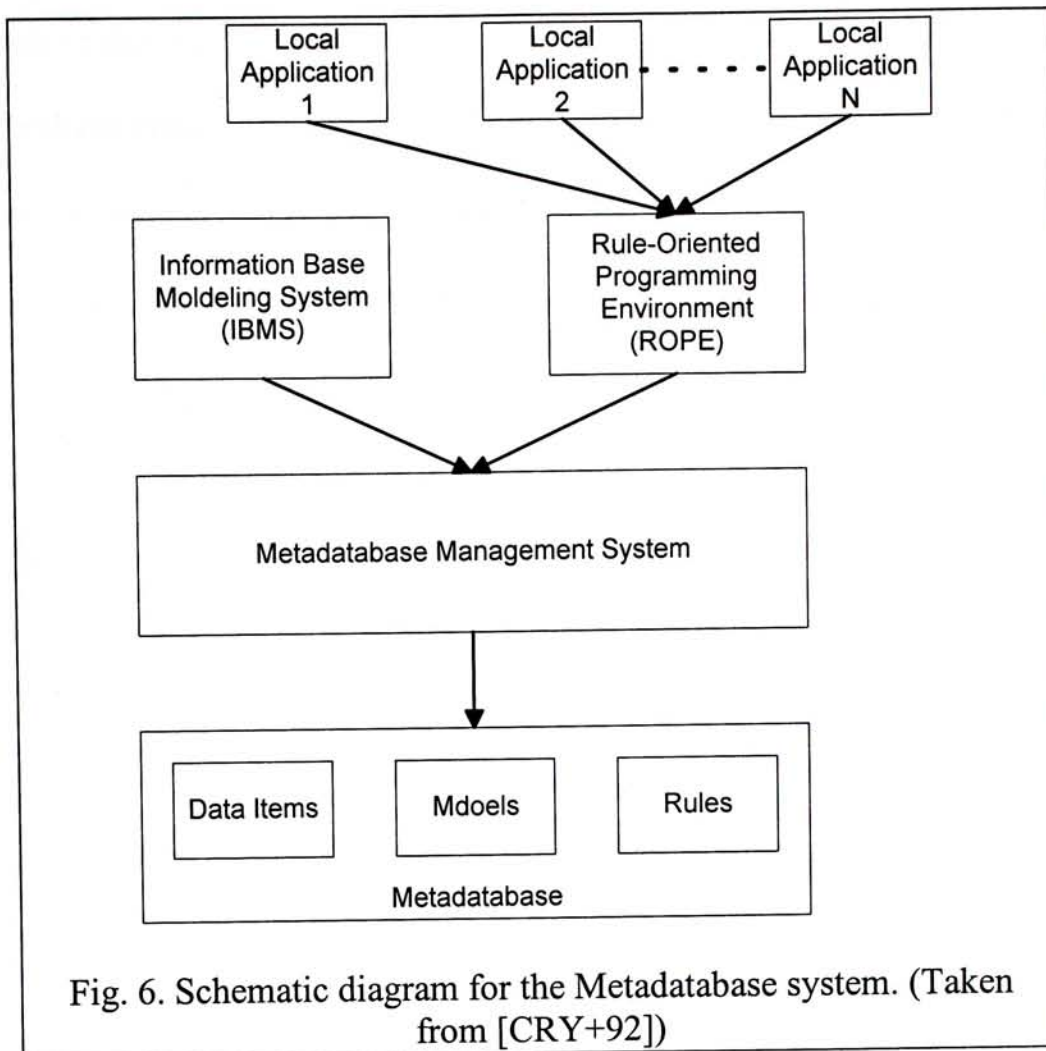 Local
Application
1
Local
Application
2
Local
Application
N
Information Base
Moldeling System
(IBMS)
Rule-Oriented
Programming
Environment
(ROPE)
Metadatabase Management System
Data Items
Mdoels
Rules
Metadatabase
Fig. 6. Schematic diagram for the Metadatabase system. (Taken
from [CRY+92])